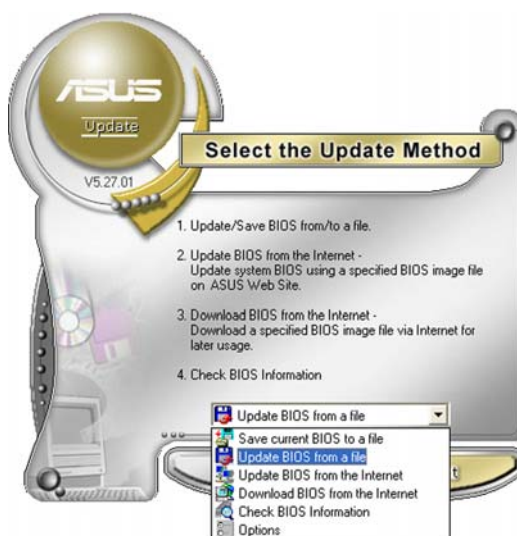 ASUS
Update
V5.27.01
Select the Update Method
1. Update/Save BIOS from/to a file.
2. Update BIOS from the Internet -
Update system BIOS using a specified BIOS image file
on ASUS Web Site.
3. Download BIOS from the Internet -
Download a specified BIOS image file via Internet for
later usage.
4. Check BIOS Information
Update BIOS from a file
Save current BIOS to a file
Update BIOS from a file
Update BIOS from the Internet
Download BIOS from the Internet
Check BIOS Information
Options